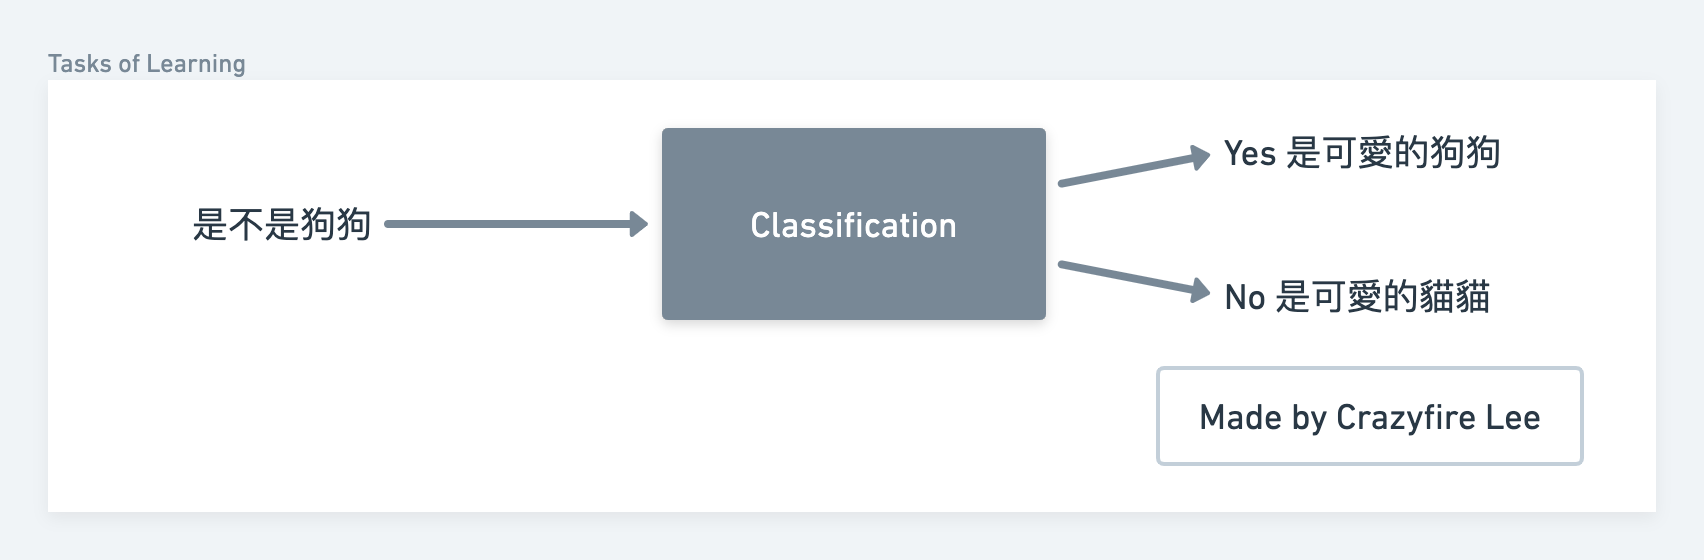 Tasks of Learning
是不是狗狗
Classification
Yes 是可愛的狗狗
No 是可愛的貓貓
Made by Crazyfire Lee